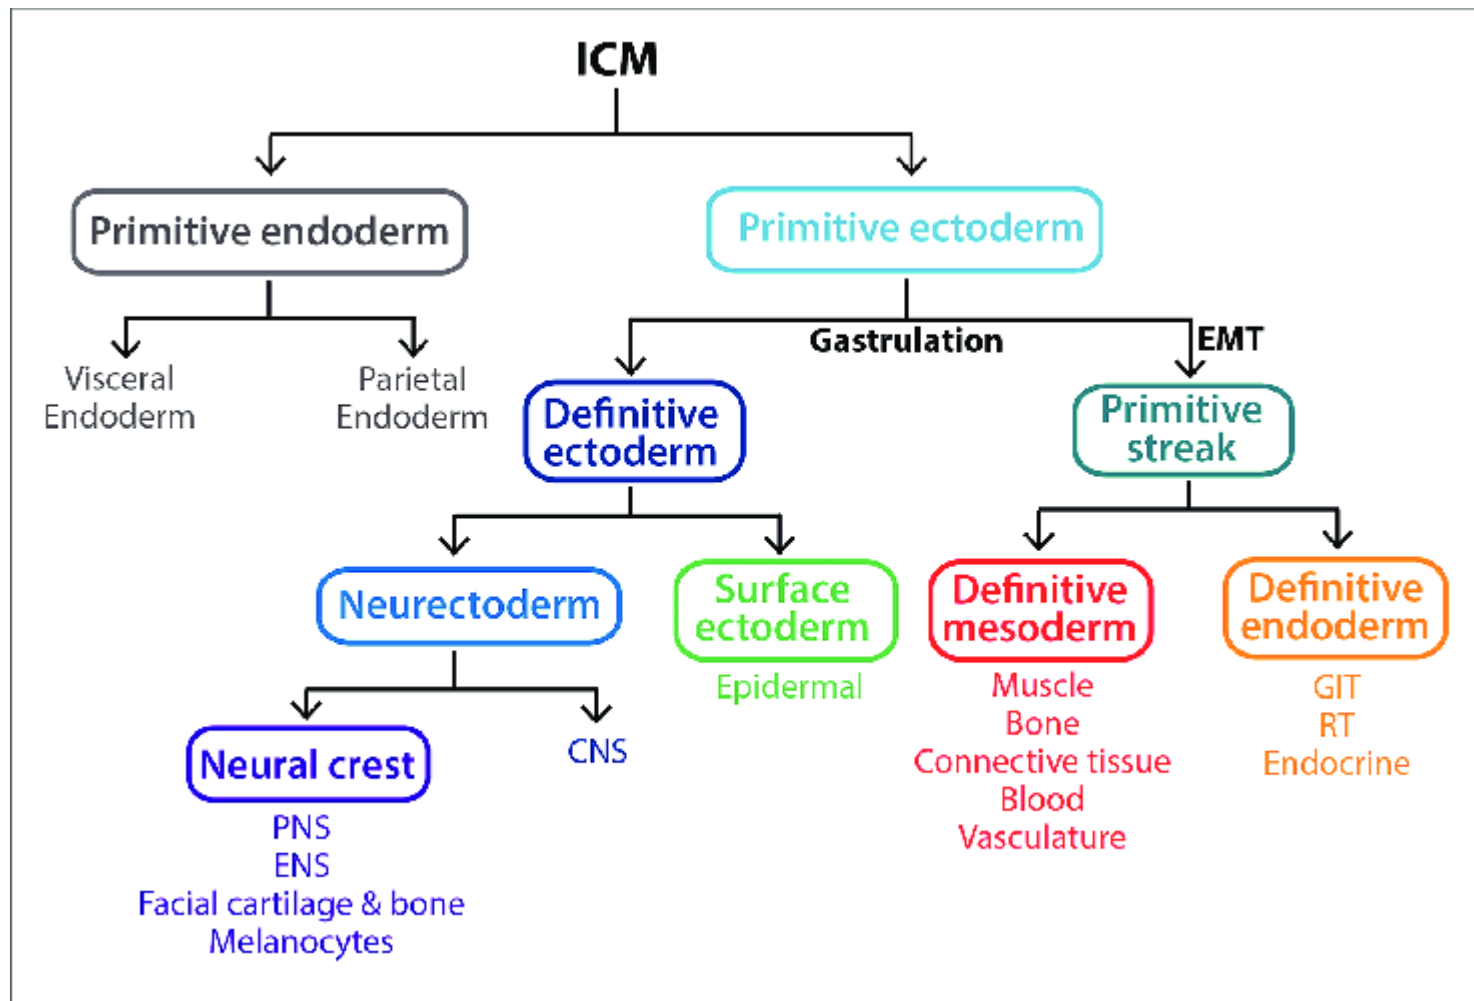 ICM
Primitive endoderm
Primitive ectoderm
Gastrulation
EMT
Visceral
Endoderm
Parietal
Endoderm
Definitive
ectoderm
Primitive
streak
Neurectoderm
Surface
ectoderm
Epidermal
Definitive
mesoderm
Muscle
Bone
Connective tissue
Blood
Vasculature
Definitive
endoderm
GIT
RT
Endocrine
Neural crest
PNS
ENS
Facial cartilage & bone
Melanocytes
CNS